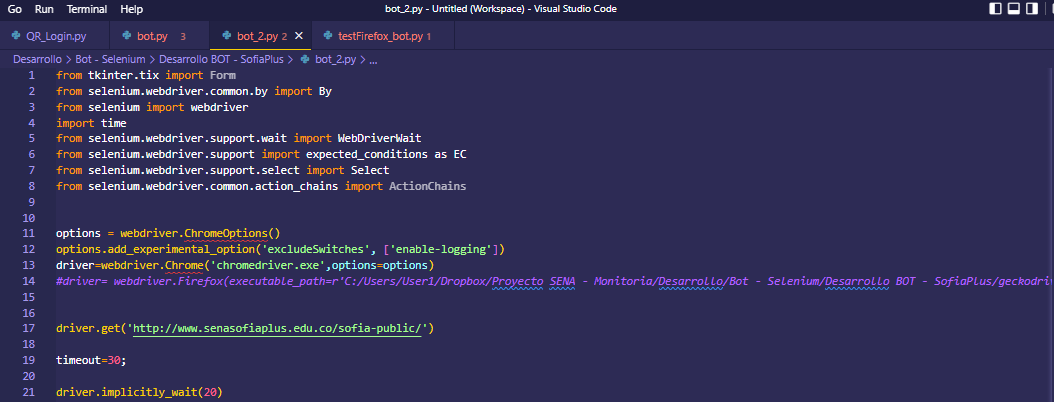 Go Run Terminal Help bot_2.py - Untitled (Workspace) - Visual Studio Code
QR_Login.py bot.py 3 bot_2.py 2 testFirefox_bot.py 1
Desarrollo > Bot - Selenium > Desarrollo BOT - SofiaPlus > bot_2.py > ...
1 from tkinter.tix import Form
2 from selenium.webdriver.common.by import By
3 from selenium import webdriver
4 import time
5 from selenium.webdriver.support.wait import WebDriverWait
6 from selenium.webdriver.support import expected_conditions as EC
7 from selenium.webdriver.support.select import Select
8 from selenium.webdriver.common.action_chains import ActionChains
9
10
11 options = webdriver.ChromeOptions()
12 options.add_experimental_option('excludeSwitches', ['enable-logging'])
13 driver=webdriver.Chrome('chromedriver.exe',options=options)
14 #driver= webdriver.Firefox(executable_path=r'C:/Users/User1/Dropbox/Proyecto SENA - Monitoria/Desarrollo/Bot - Selenium/Desarrollo BOT - SofiaPlus/geckodriv
15
16
17 driver.get('http://www.senasofiaplus.edu.co/sofia-public/')
18
19 timeout=30;
20
21 driver.implicitly_wait(20)